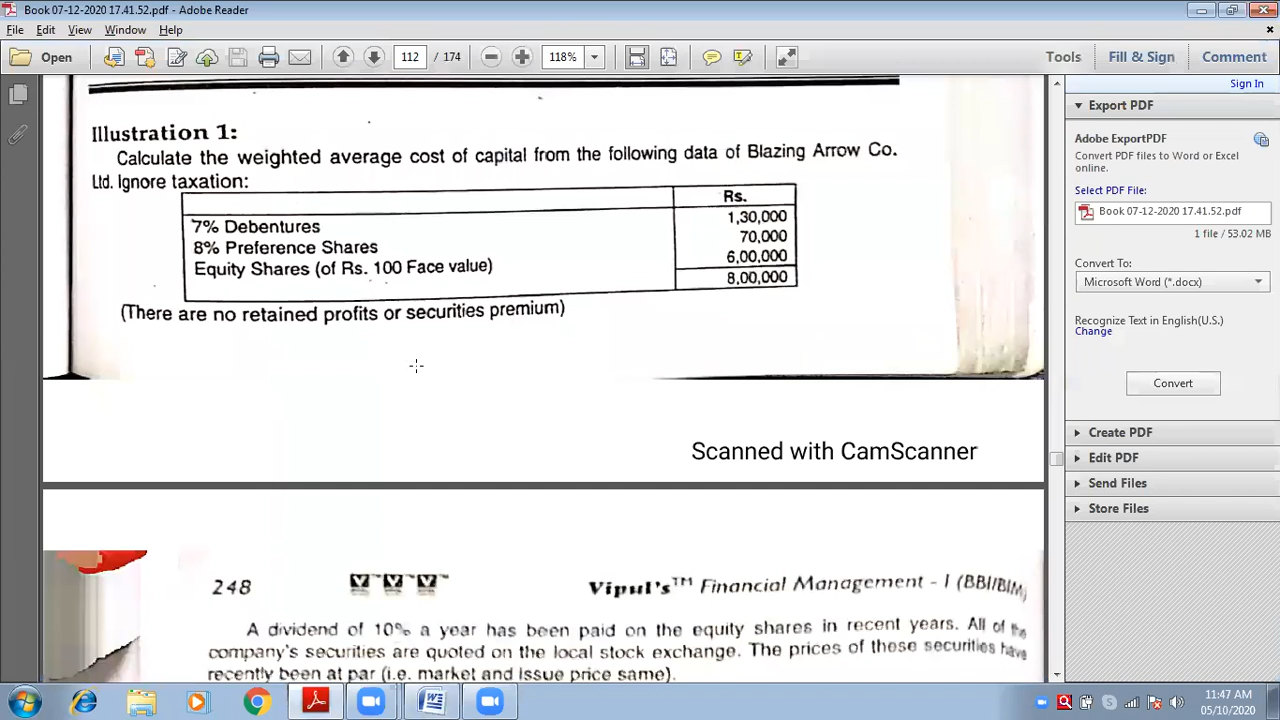 Book 07-12-2020 17.41.52.pdf - Adobe Reader
File Edit View Window Help
Open 112 / 174 118% Tools Fill & Sign Comment
Sign In
Export PDF
Adobe ExportPDF
Convert PDF files to Word or Excel
online.
Select PDF File:
Book 07-12-2020 17.41.52.pdf
1 file / 53.02 MB
Convert To:
Microsoft Word (*.docx)
Recognize Text in English(U.S.)
Change
Convert
Create PDF
Edit PDF
Send Files
Store Files
Illustration 1:
Calculate the weighted average cost of capital from the following data of Blazing Arrow Co.
Ltd. Ignore taxation:
Rs.
7% Debentures 1,30,000
8% Preference Shares 70,000
Equity Shares (of Rs. 100 Face value) 6,00,000
8,00,000
(There are no retained profits or securities premium)
Scanned with CamScanner
248 Vipul's™ Financial Management - I (BBI/BIM)
A dividend of 10% a year has been paid on the equity shares in recent years. All of the
company's securities are quoted on the local stock exchange. The prices of these securities have
recently been at par (i.e. market and issue price same).
11:47 AM
05/10/2020